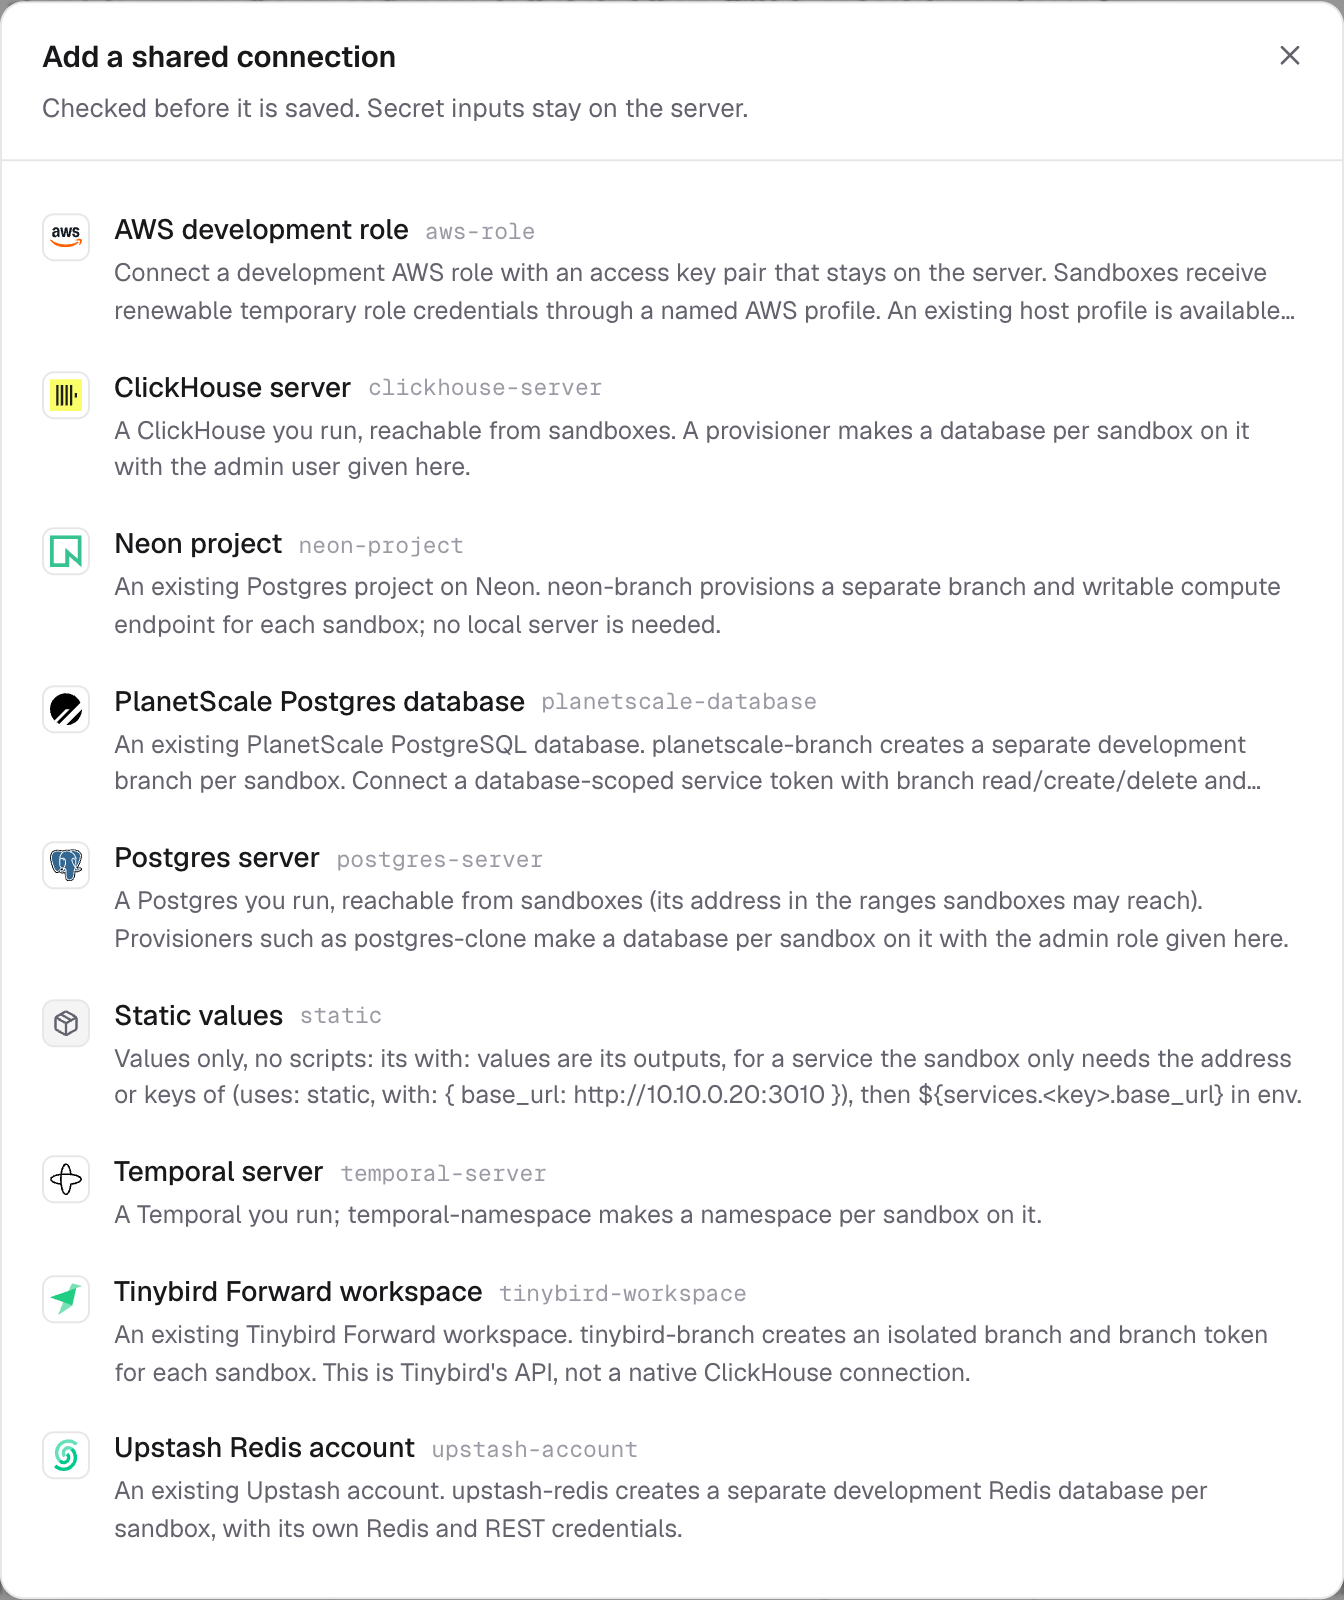 Add a shared connection
Checked before it is saved. Secret inputs stay on the server.
aws
AWS development role aws-role
Connect a development AWS role with an access key pair that stays on the server. Sandboxes receive
renewable temporary role credentials through a named AWS profile. An existing host profile is available…
ClickHouse server clickhouse-server
A ClickHouse you run, reachable from sandboxes. A provisioner makes a database per sandbox on it
with the admin user given here.
Neon project neon-project
An existing Postgres project on Neon. neon-branch provisions a separate branch and writable compute
endpoint for each sandbox; no local server is needed.
PlanetScale Postgres database planetscale-database
An existing PlanetScale PostgreSQL database. planetscale-branch creates a separate development
branch per sandbox. Connect a database-scoped service token with branch read/create/delete and…
Postgres server postgres-server
A Postgres you run, reachable from sandboxes (its address in the ranges sandboxes may reach).
Provisioners such as postgres-clone make a database per sandbox on it with the admin role given here.
Static values static
Values only, no scripts: its with: values are its outputs, for a service the sandbox only needs the address
or keys of (uses: static, with: { base_url: http://10.10.0.20:3010 }), then ${services.<key>.base_url} in env.
Temporal server temporal-server
A Temporal you run; temporal-namespace makes a namespace per sandbox on it.
Tinybird Forward workspace tinybird-workspace
An existing Tinybird Forward workspace. tinybird-branch creates an isolated branch and branch token
for each sandbox. This is Tinybird's API, not a native ClickHouse connection.
Upstash Redis account upstash-account
An existing Upstash account. upstash-redis creates a separate development Redis database per
sandbox, with its own Redis and REST credentials.